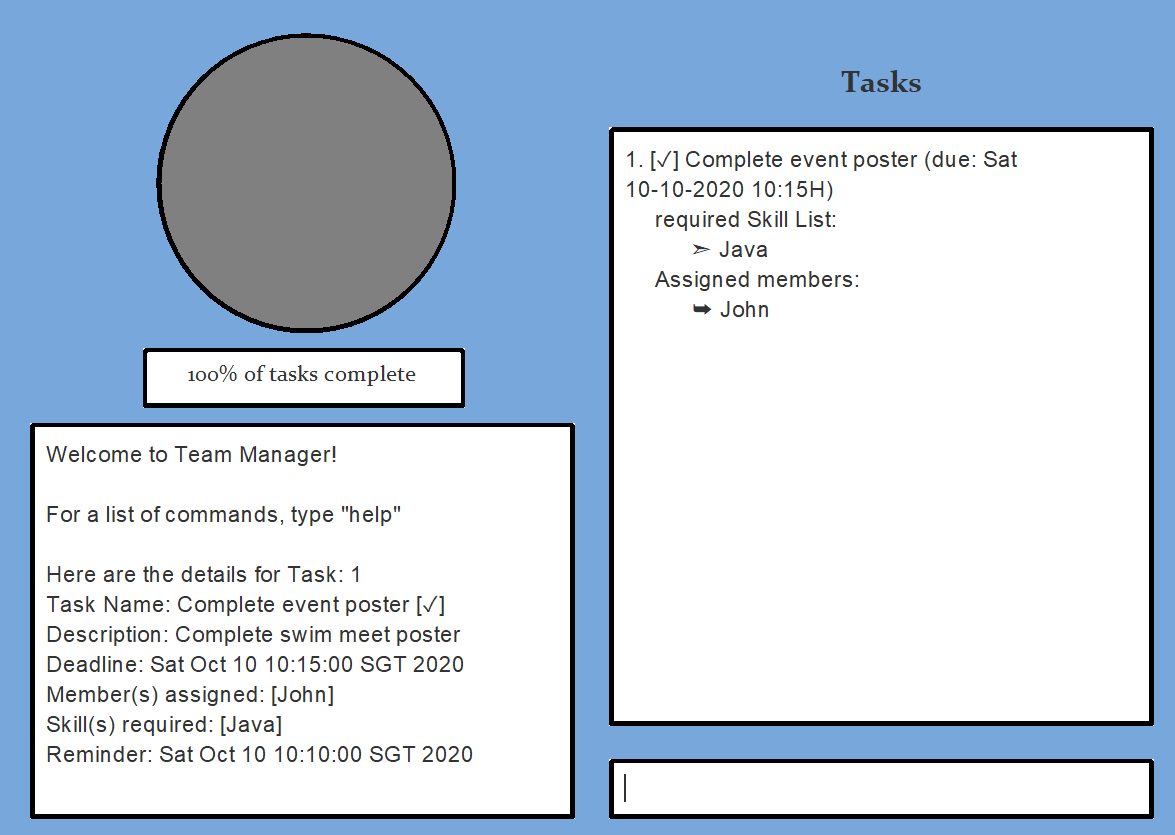 100% of tasks complete
Welcome to Team Manager!
For a list of commands, type "help"
Here are the details for Task: 1
Task Name: Complete event poster [✓]
Description: Complete swim meet poster
Deadline: Sat Oct 10 10:15:00 SGT 2020
Member(s) assigned: [John]
Skill(s) required: [Java]
Reminder: Sat Oct 10 10:10:00 SGT 2020
Tasks
1. [✓] Complete event poster (due: Sat
10-10-2020 10:15H)
required Skill List:
➣ Java
Assigned members:
➥ John